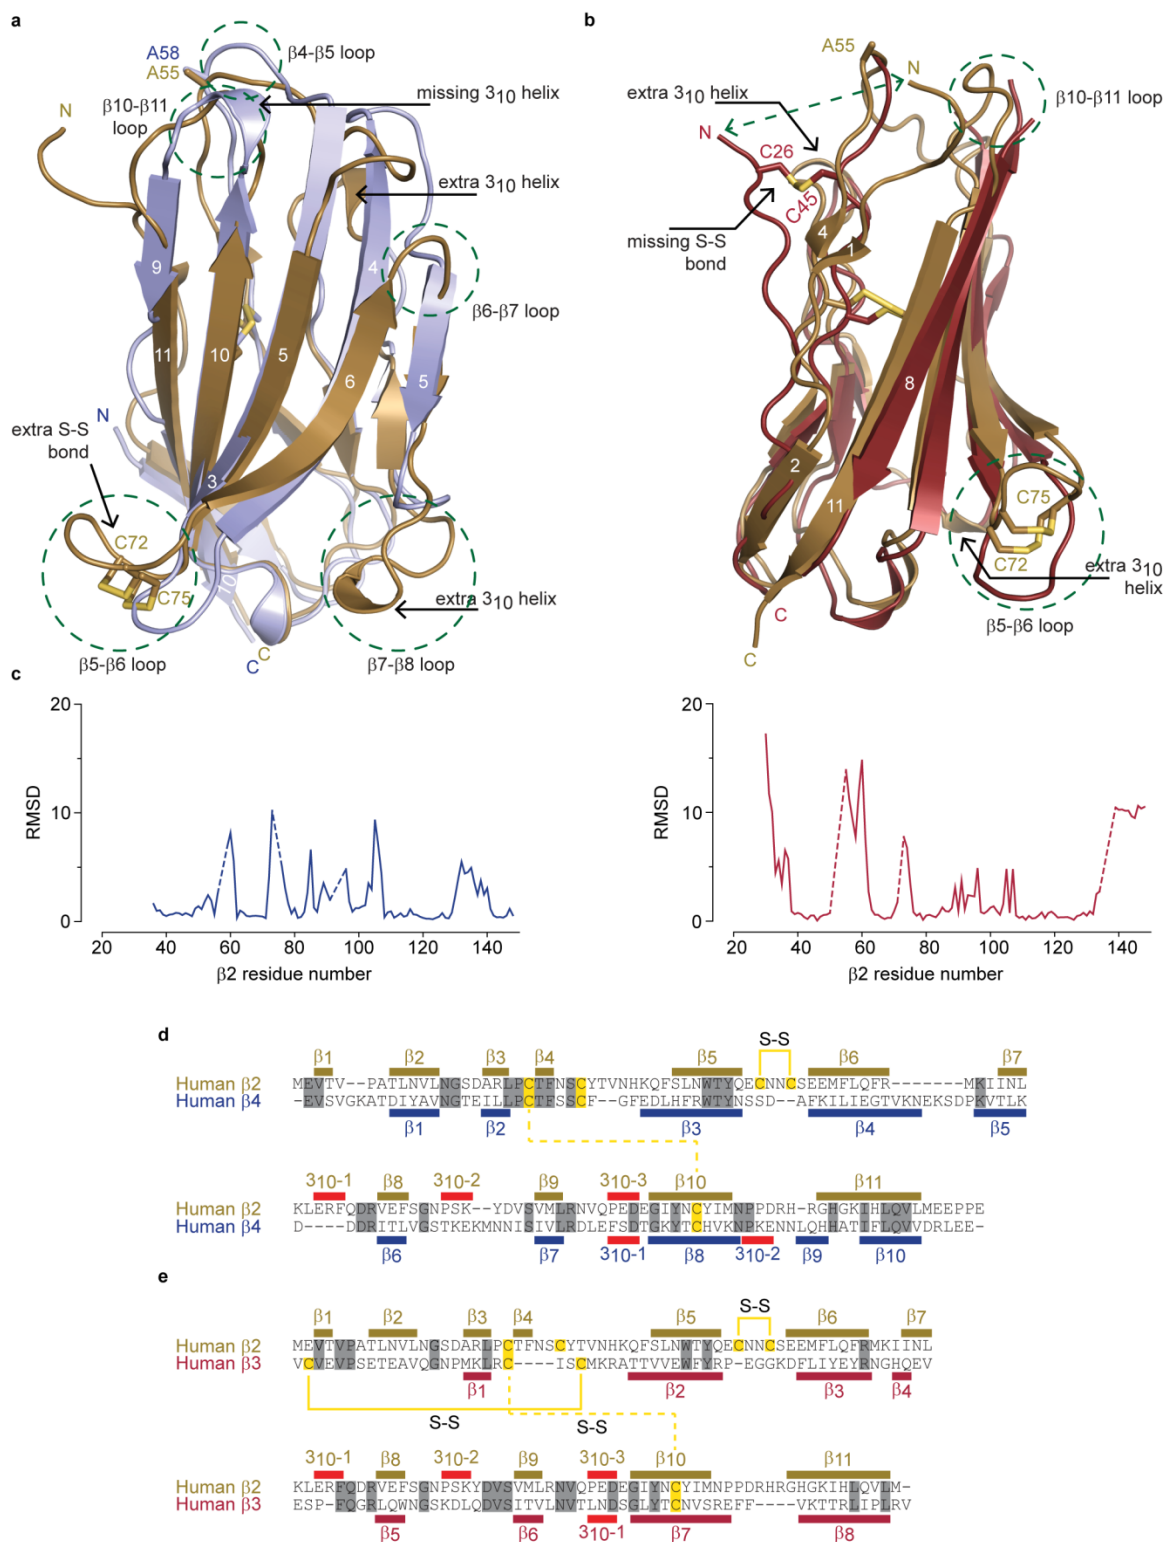 a
A58
A55
β4-β5 loop
N
β10-β11
loop
missing 3₁₀ helix
extra 3₁₀ helix
9
4
β6-β7 loop
11
10
5
6
5
N
extra S-S
bond
3
C72
C75
10
extra 3₁₀ helix
β5-β6 loop
C
C
β7-β8 loop
b
A55
N
extra 3₁₀ helix
β10-β11 loop
N
C26
C45
4
1
missing S-S
bond
8
2
11
C75
C72
extra 3₁₀
helix
C
β5-β6 loop
C
c
20
10
0
RMSD
20
40
60
80
100
120
140
β2 residue number
20
10
0
RMSD
20
40
60
80
100
120
140
β2 residue number
d
S-S
β1 β2 β3 β4 β5 β6 β7
Human β2 MEVTV--PATLNVLNGSDARLPCTFNSCYTVNHKQFSLNWTYQECNNCSEEMFLQFR-------MKIINL
Human β4 -EVSVGKATDIYAVNGTEILLPCTFSSCF--GFEDLHFRWTYNSSD--AFKILIEGTVKNEKSDPKVTLK
β1 β2 β3 β4 β5
3₁₀-1 β8 3₁₀-2 β9 3₁₀-3 β10 β11
Human β2 KLERFQDRVEFSGNPSK--YDVSVMLRNVQPEDEGIYNCYIMNPPDRH-RGHGKIHLQVLMEEPPE
Human β4 D----DDRITLVGSTKEKMNNISIVLRDLEFSDTGKYTCHVKNPKENNLQHHATIFLQVVDRLEE-
β6 β7 3₁₀-1 β8 3₁₀-2 β9 β10
e
S-S
β1 β2 β3 β4 β5 β6 β7
Human β2 MEVTVPATLNVLNGSDARLPCTFNSCYTVNHKQFSLNWTYQECNNCSEEMFLQFRMKIINL
Human β3 VCVEVPSETEAVQGNPMKLRC----ISCMKRATTVVEWFYRP-EGGKDFLIYEYRNGHQEV
β1 β2 β3 β4
S-S S-S
3₁₀-1 β8 3₁₀-2 β9 3₁₀-3 β10 β11
Human β2 KLERFQDRVEFSGNPSKYDVSVMLRNVQPEDEGIYNCYIMNPPDRHRGHGKIHLQVLM-
Human β3 ESP-FQGRLQWNGSKDLQDVSITVLNVTLNDSGLYTCNVSREFF----VKTTRLIPLRV
β5 β6 3₁₀-1 β7 β8